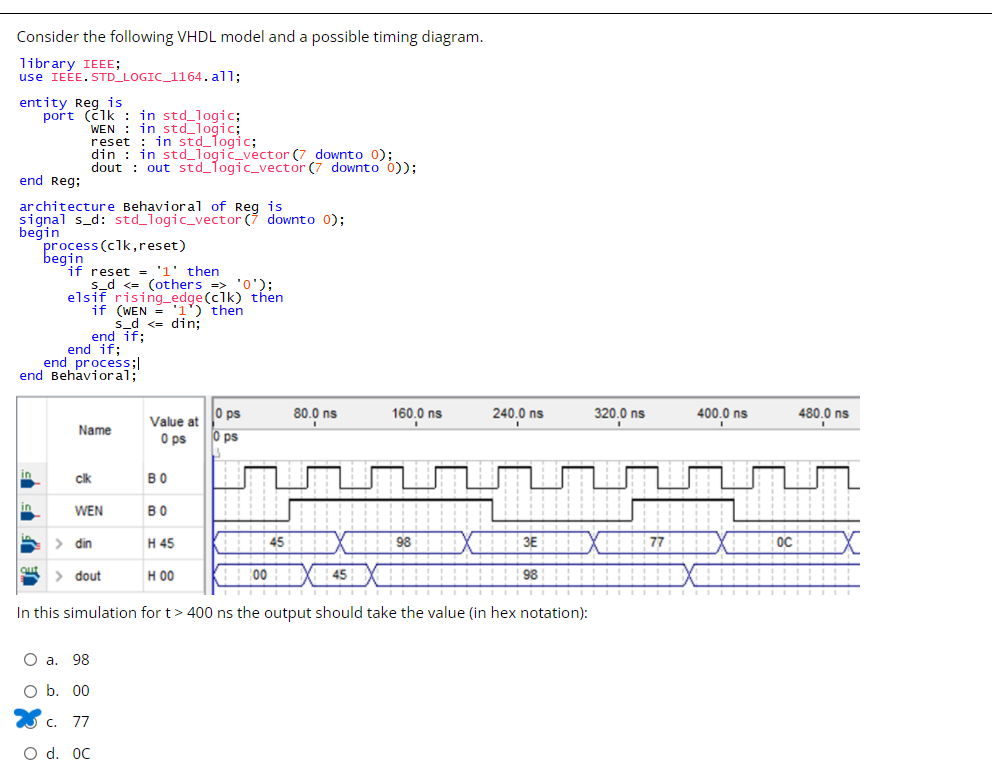 Consider the following VHDL model and a possible timing diagram.
library IEEE;
use IEEE.STD_LOGIC_1164.all;
entity Reg is
port (clk : in std_logic;
WEN : in std_logic;
reset : in std_logic;
din : in std_logic_vector(7 downto 0);
dout : out std_logic_vector(7 downto 0));
end Reg;
architecture Behavioral of Reg is
signal s_d: std_logic_vector(7 downto 0);
begin
process(clk,reset)
begin
if reset = '1' then
s_d <= (others => '0');
elsif rising_edge(clk) then
if (WEN = '1') then
s_d <= din;
end if;
end if;
end process;
end Behavioral;
Name Value at 0 ps 80.0 ns 160.0 ns 240.0 ns 320.0 ns 400.0 ns 480.0 ns
0 ps 0 ps
in clk B 0
in WEN B 0
in > din H 45 45 98 3E 77 0C
out > dout H 00 00 45 98
In this simulation for t > 400 ns the output should take the value (in hex notation):
a. 98
b. 00
c. 77
d. 0C